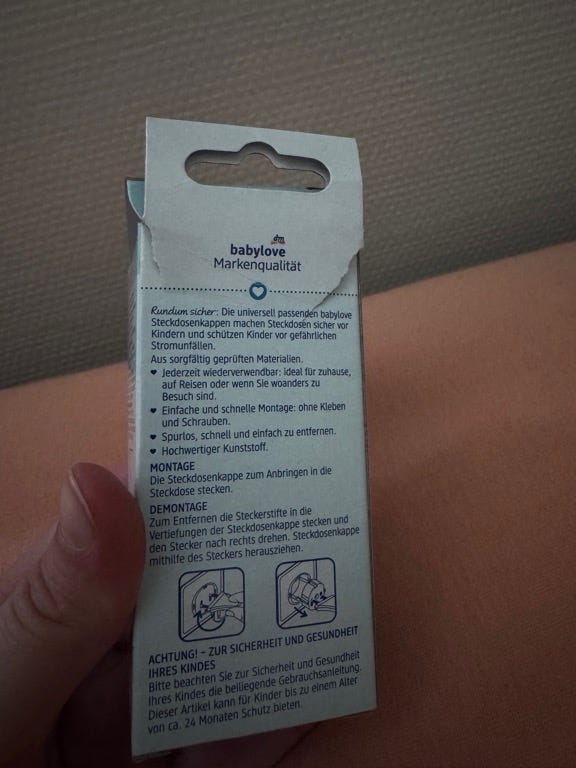 dm
babylove
Markenqualität
Rundum sicher: Die universell passenden babylove
Steckdosenkappen machen Steckdosen sicher vor
Kindern und schützen Kinder vor gefährlichen
Stromunfällen.
Aus sorgfältig geprüften Materialien.
Jederzeit wiederverwendbar: ideal für zuhause,
auf Reisen oder wenn Sie woanders zu
Besuch sind.
Einfache und schnelle Montage: ohne Kleben
und Schrauben.
Spurlos, schnell und einfach zu entfernen.
Hochwertiger Kunststoff.
MONTAGE
Die Steckdosenkappe zum Anbringen in die
Steckdose stecken.
DEMONTAGE
Zum Entfernen die Steckerstifte in die
Vertiefungen der Steckdosenkappe stecken und
den Stecker nach rechts drehen. Steckdosenkappe
mithilfe des Steckers herausziehen.
ACHTUNG! – ZUR SICHERHEIT UND GESUNDHEIT
IHRES KINDES
Bitte beachten Sie zur Sicherheit und Gesundheit
Ihres Kindes die beiliegende Gebrauchsanleitung.
Dieser Artikel kann für Kinder bis zu einem Alter
von ca. 24 Monaten Schutz bieten.